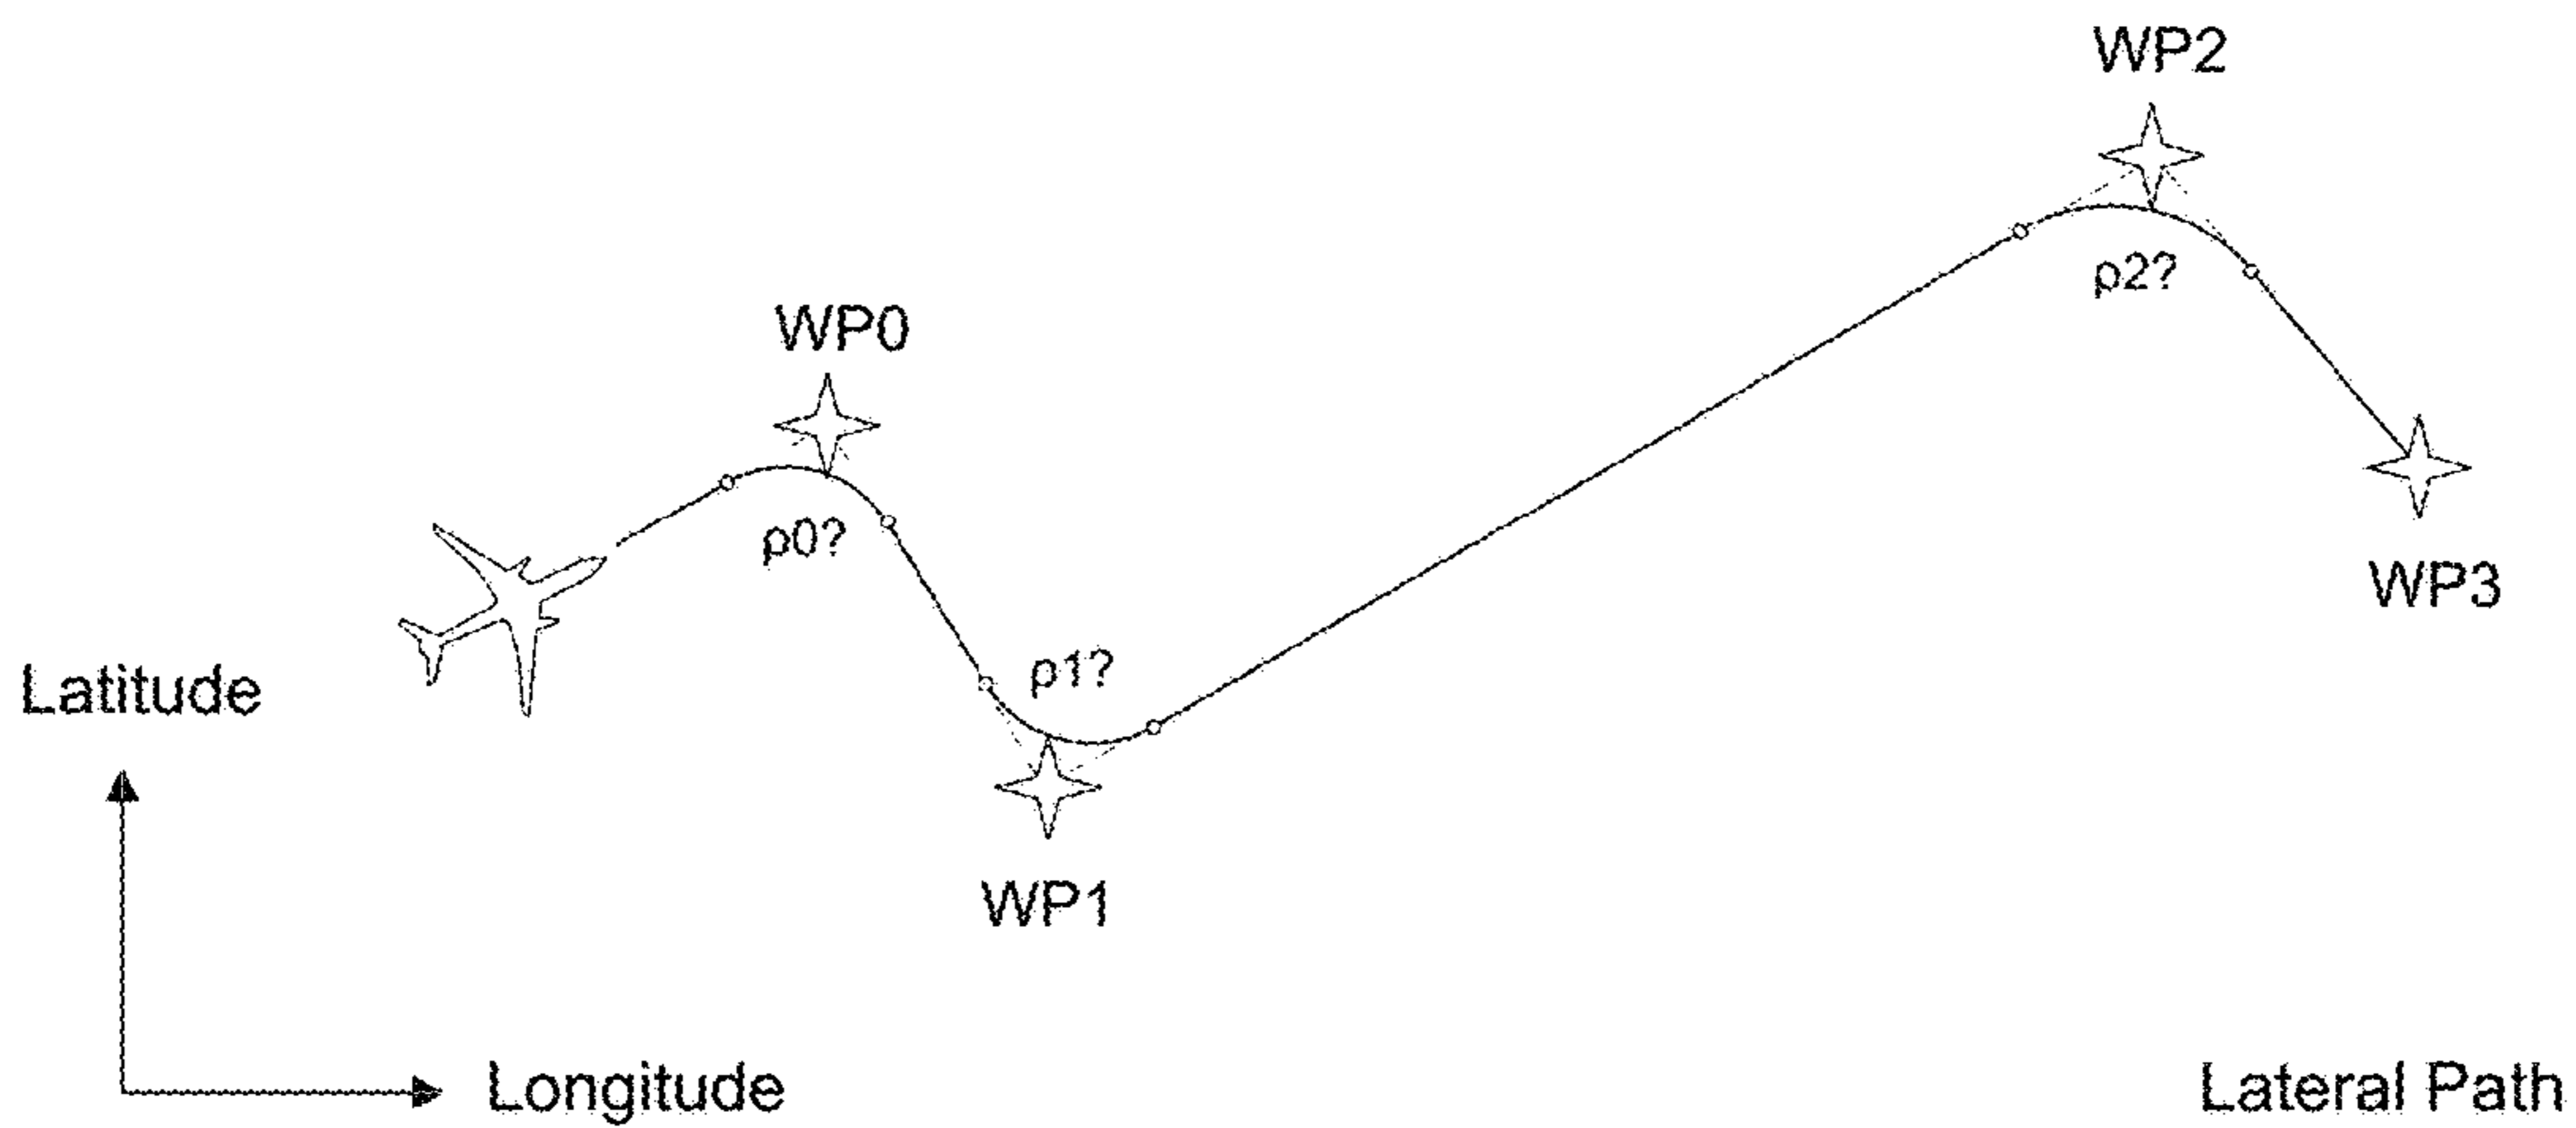 WP2
ρ2?
WP0
ρ0?
WP3
ρ1?
Latitude
WP1
Longitude
Lateral Path